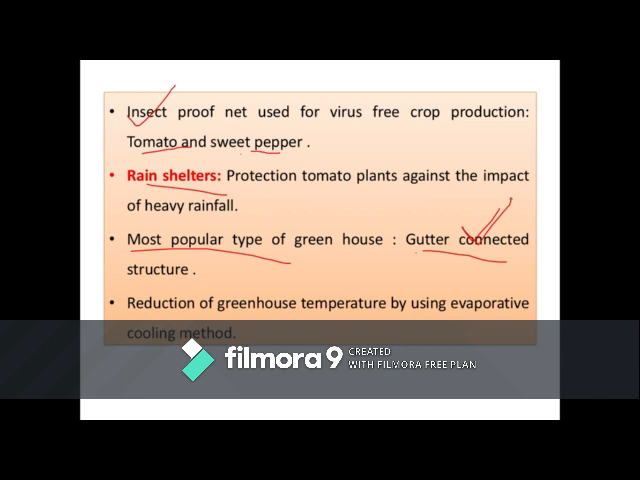 • Insect proof net used for virus free crop production:
Tomato and sweet pepper .
• Rain shelters: Protection tomato plants against the impact
of heavy rainfall.
• Most popular type of green house : Gutter connected
structure .
• Reduction of greenhouse temperature by using evaporative
cooling method.
filmora 9 CREATED
WITH FILMORA FREE PLAN